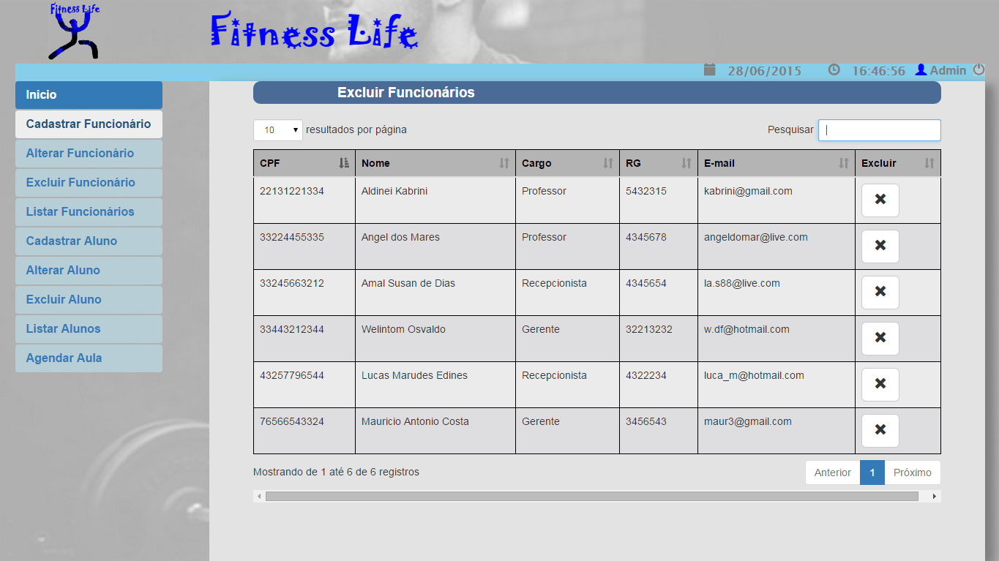 Fitness Life
Fitness Life
28/06/2015 16:46:56 Admin
Inicio
Cadastrar Funcionário
Alterar Funcionário
Excluir Funcionário
Listar Funcionários
Cadastrar Aluno
Alterar Aluno
Excluir Aluno
Listar Alunos
Agendar Aula
Excluir Funcionários
10 resultados por página Pesquisar
CPF Nome Cargo RG E-mail Excluir
22131221334 Aldinei Kabrini Professor 5432315 kabrini@gmail.com
33224455335 Angel dos Mares Professor 4345678 angeldomar@live.com
33245663212 Amal Susan de Dias Recepcionista 4345654 la.s88@live.com
33443212344 Welintom Osvaldo Gerente 32213232 w.df@hotmail.com
43257796544 Lucas Marudes Edines Recepcionista 4322234 luca_m@hotmail.com
76566543324 Mauricio Antonio Costa Gerente 3456543 maur3@gmail.com
Mostrando de 1 até 6 de 6 registros Anterior 1 Próximo